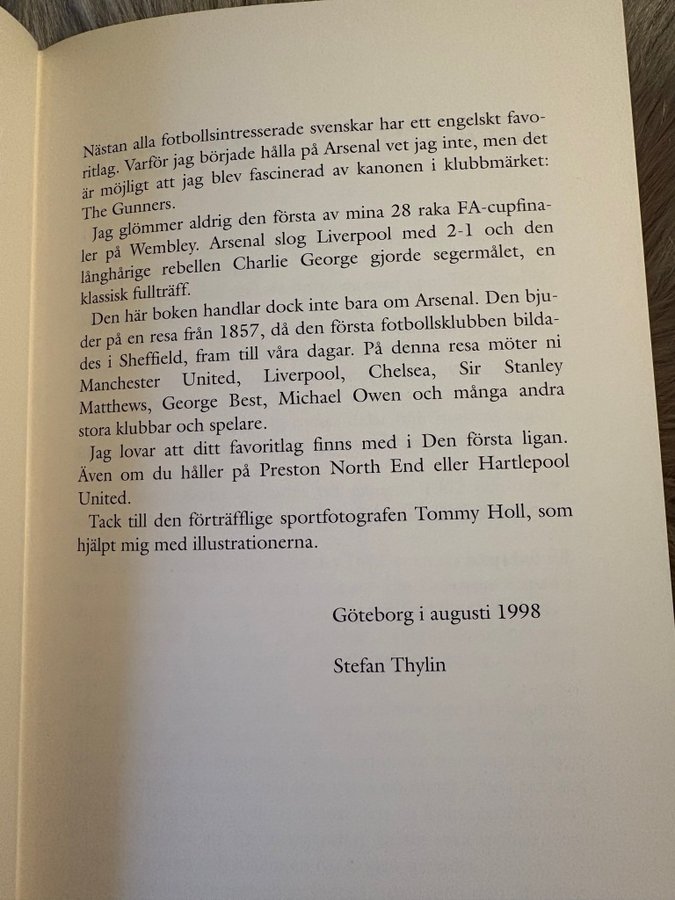 Nästan alla fotbollsintresserade svenskar har ett engelskt favo-
ritlag. Varför jag började hålla på Arsenal vet jag inte, men det
är möjligt att jag blev fascinerad av kanonen i klubbmärket:
The Gunners.
Jag glömmer aldrig den första av mina 28 raka FA-cupfina-
ler på Wembley. Arsenal slog Liverpool med 2-1 och den
långhårige rebellen Charlie George gjorde segermålet, en
klassisk fullträff.
Den här boken handlar dock inte bara om Arsenal. Den bju-
der på en resa från 1857, då den första fotbollsklubben bilda-
des i Sheffield, fram till våra dagar. På denna resa möter ni
Manchester United, Liverpool, Chelsea, Sir Stanley
Matthews, George Best, Michael Owen och många andra
stora klubbar och spelare.
Jag lovar att ditt favoritlag finns med i Den första ligan.
Även om du håller på Preston North End eller Hartlepool
United.
Tack till den förträfflige sportfotografen Tommy Holl, som
hjälpt mig med illustrationerna.
Göteborg i augusti 1998
Stefan Thylin